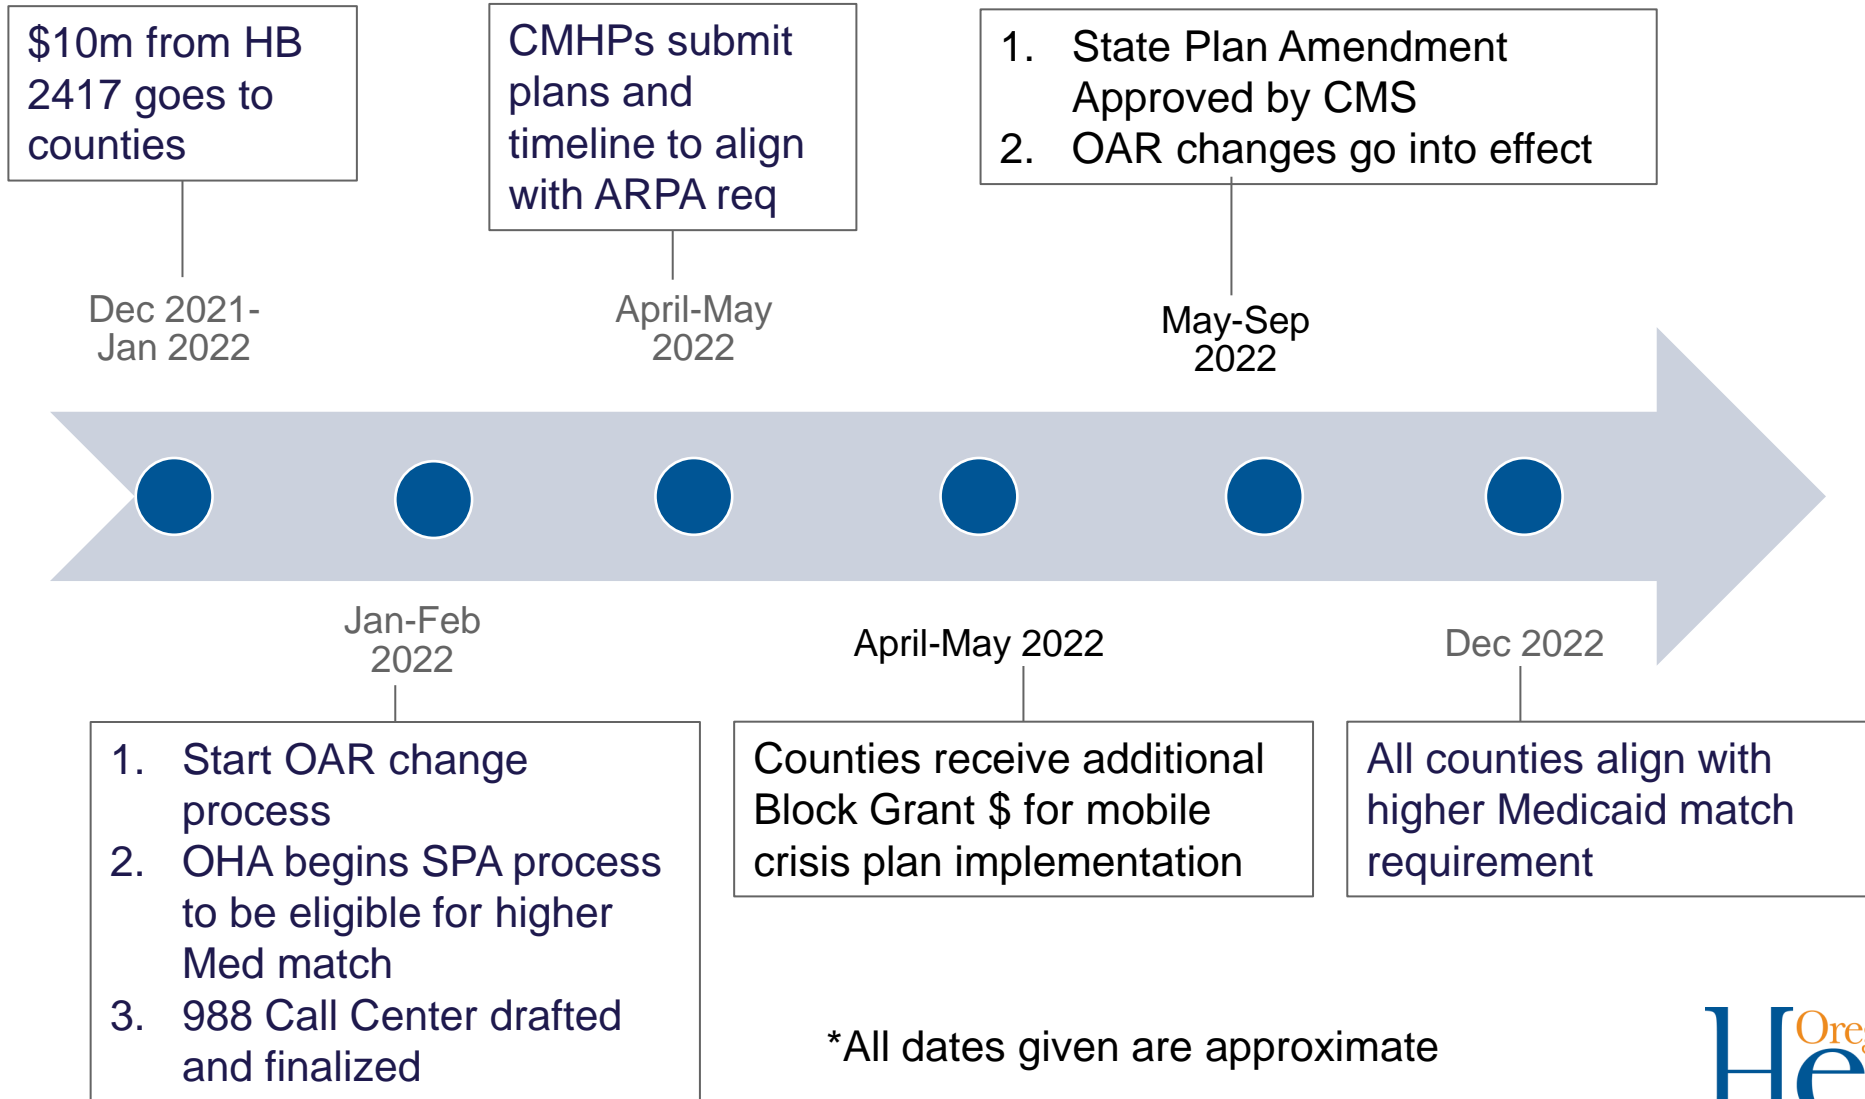 $10m from HB
2417 goes to
counties
CMHPs submit
plans and
timeline to align
with ARPA req
1. State Plan Amendment
Approved by CMS
2. OAR changes go into effect
Dec 2021-
Jan 2022
April-May
2022
May-Sep
2022
Jan-Feb
2022
April-May 2022
Dec 2022
1. Start OAR change
process
2. OHA begins SPA process
to be eligible for higher
Med match
3. 988 Call Center drafted
and finalized
Counties receive additional
Block Grant $ for mobile
crisis plan implementation
All counties align with
higher Medicaid match
requirement
*All dates given are approximate